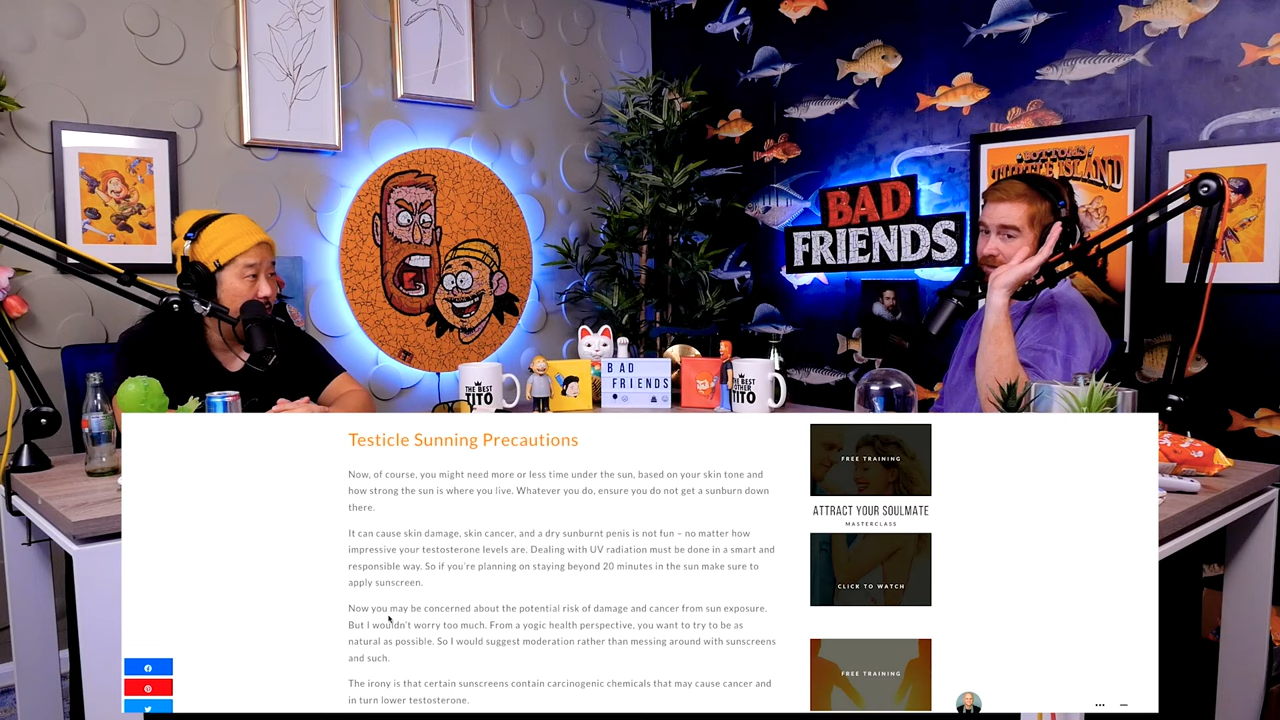 BOTTOMS
TURTLE ISLAND
BAD
FRIENDS
THE BEST
TITO
BAD
FRIENDS
THE BEST
OTHER
TITO
Testicle Sunning Precautions
Now, of course, you might need more or less time under the sun, based on your skin tone and
how strong the sun is where you live. Whatever you do, ensure you do not get a sunburn down
there.
It can cause skin damage, skin cancer, and a dry sunburnt penis is not fun – no matter how
impressive your testosterone levels are. Dealing with UV radiation must be done in a smart and
responsible way. So if you're planning on staying beyond 20 minutes in the sun make sure to
apply sunscreen.
Now you may be concerned about the potential risk of damage and cancer from sun exposure.
But I wouldn't worry too much. From a yogic health perspective, you want to try to be as
natural as possible. So I would suggest moderation rather than messing around with sunscreens
and such.
The irony is that certain sunscreens contain carcinogenic chemicals that may cause cancer and
in turn lower testosterone.
FREE TRAINING
ATTRACT YOUR SOULMATE
MASTERCLASS
CLICK TO WATCH
FREE TRAINING